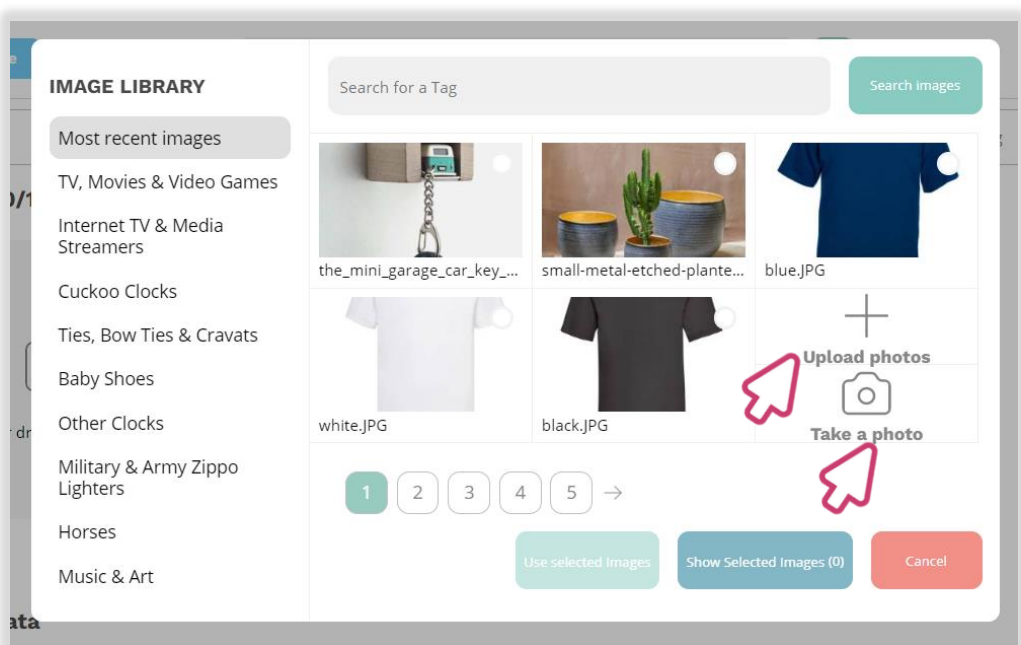 IMAGE LIBRARY
Most recent images
TV, Movies & Video Games
Internet TV & Media
Streamers
Cuckoo Clocks
Ties, Bow Ties & Cravats
Baby Shoes
Other Clocks
Military & Army Zippo
Lighters
Horses
Music & Art
Search for a Tag
Search images
the_mini_garage_car_key_...
small-metal-etched-plante...
blue.JPG
white.JPG
black.JPG
Upload photos
Take a photo
1 2 3 4 5 →
Use selected Images
Show Selected Images (0)
Cancel
ata